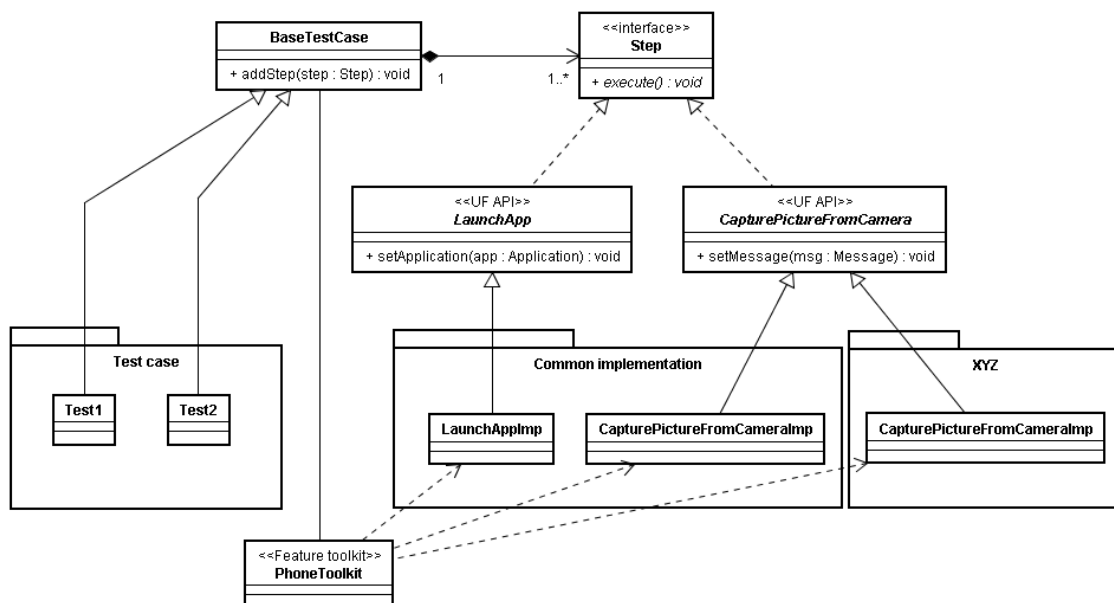 BaseTestCase
+ addStep(step : Step) : void
1
1..*
<<interface>>
Step
+ execute() : void
<<UF API>>
LaunchApp
+ setApplication(app : Application) : void
<<UF API>>
CapturePictureFromCamera
+ setMessage(msg : Message) : void
Test case
Test1
Test2
Common implementation
LaunchAppImp
CapturePictureFromCameraImp
XYZ
CapturePictureFromCameraImp
<<Feature toolkit>>
PhoneToolkit